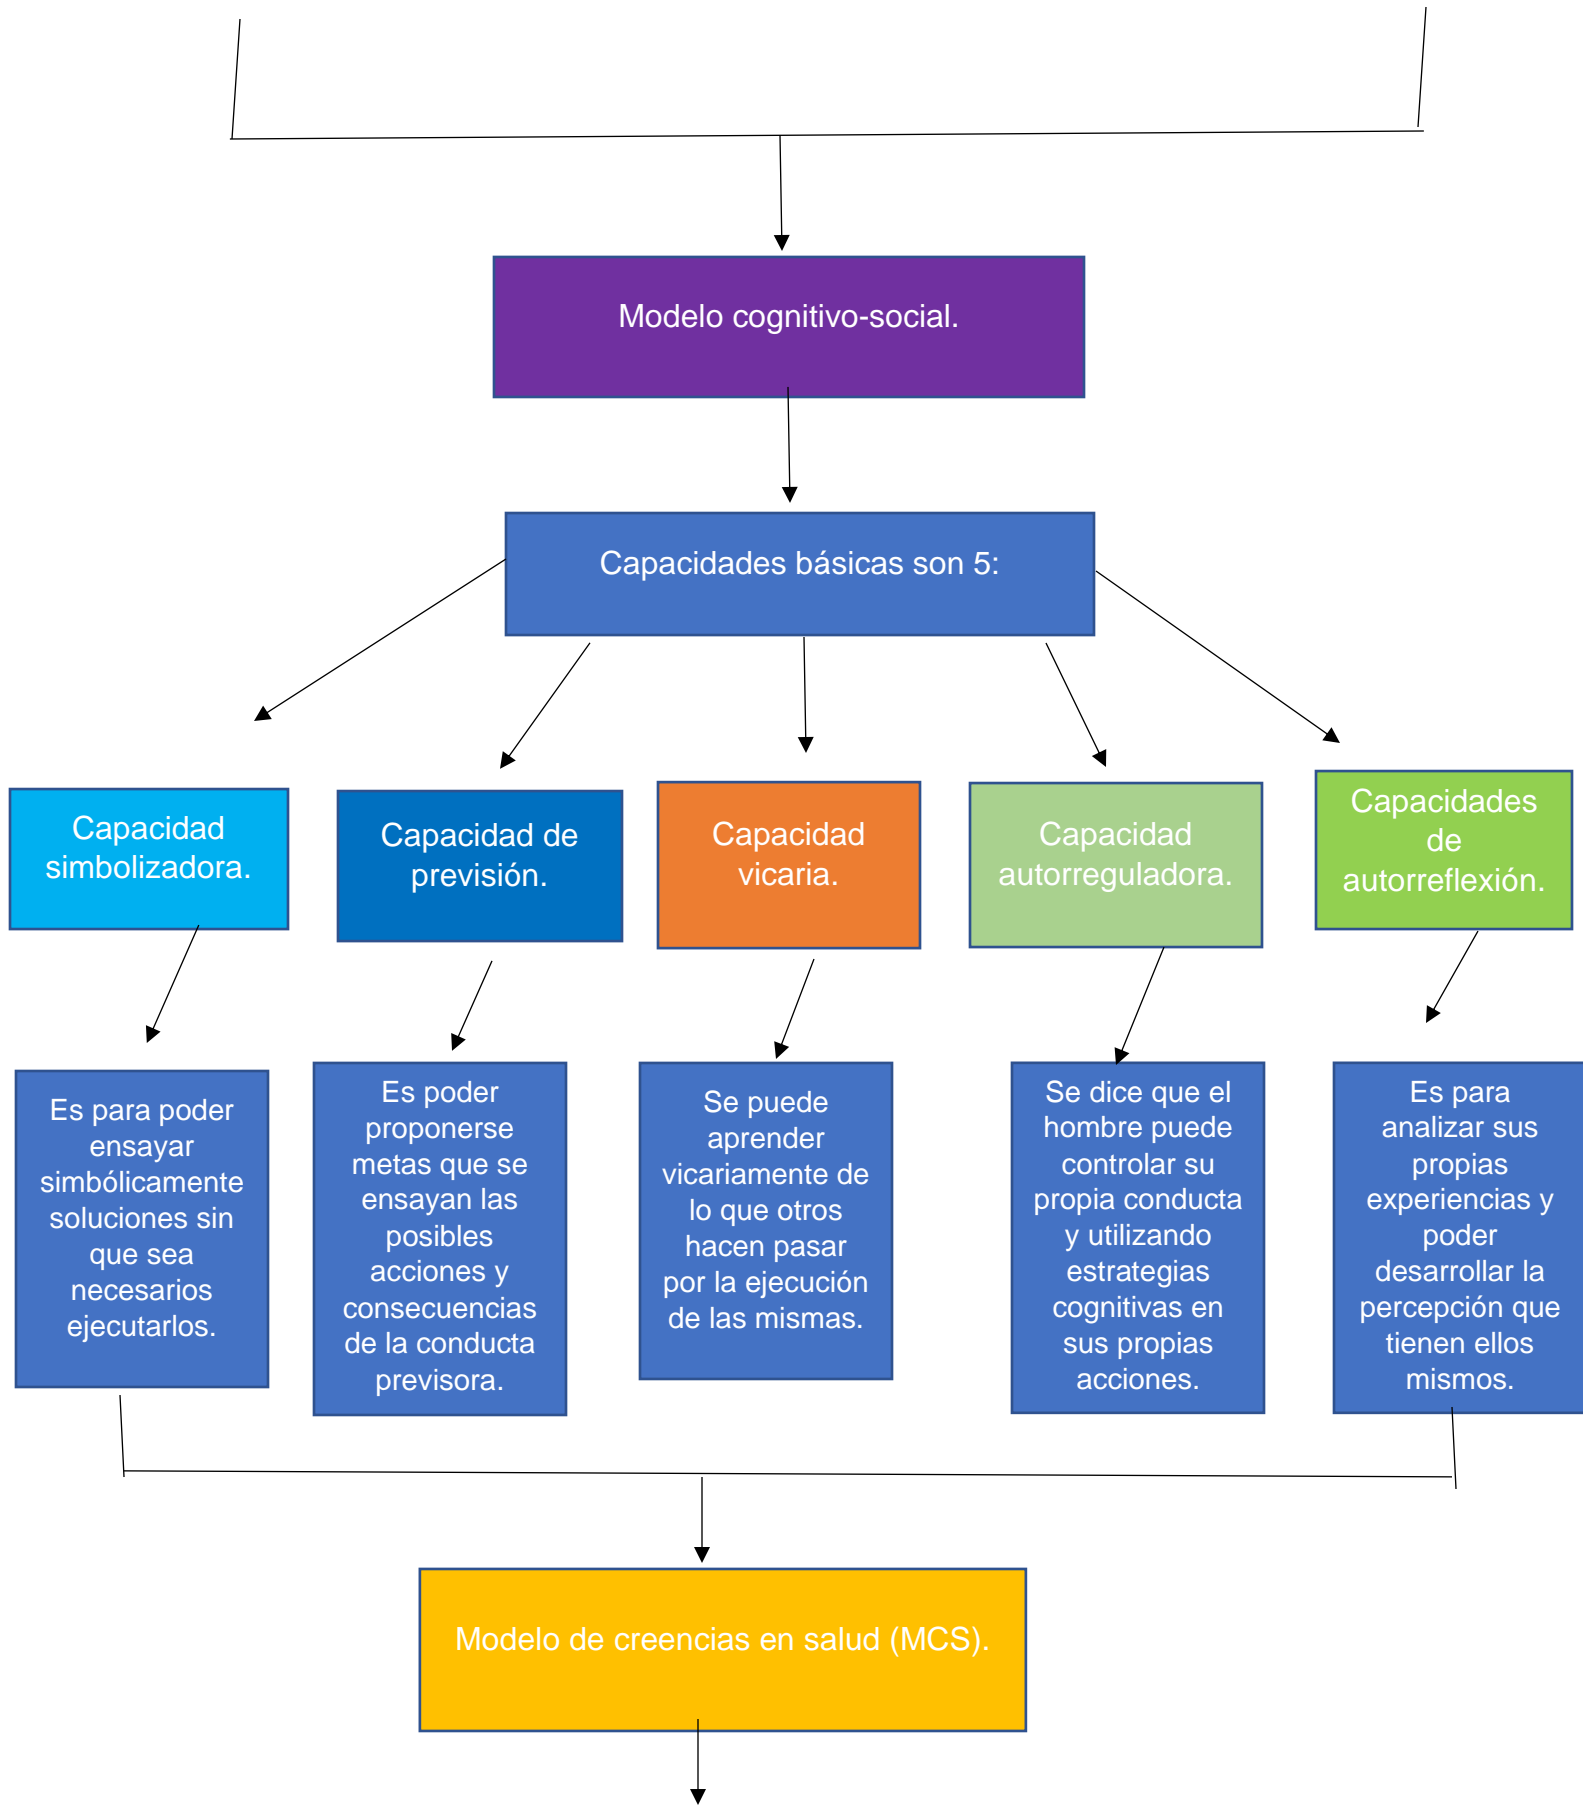 Modelo cognitivo-social.
Capacidades básicas son 5:
Capacidad
simbolizadora.
Capacidad de
previsión.
Capacidad
vicaria.
Capacidad
autorreguladora.
Capacidades
de
autorreflexión.
Es para poder
ensayar
simbólicamente
soluciones sin
que sea
necesarios
ejecutarlos.
Es poder
proponerse
metas que se
ensayan las
posibles
acciones y
consecuencias
de la conducta
previsora.
Se puede
aprender
vicariamente de
lo que otros
hacen pasar
por la ejecución
de las mismas.
Se dice que el
hombre puede
controlar su
propia conducta
y utilizando
estrategias
cognitivas en
sus propias
acciones.
Es para
analizar sus
propias
experiencias y
poder
desarrollar la
percepción que
tienen ellos
mismos.
Modelo de creencias en salud (MCS).